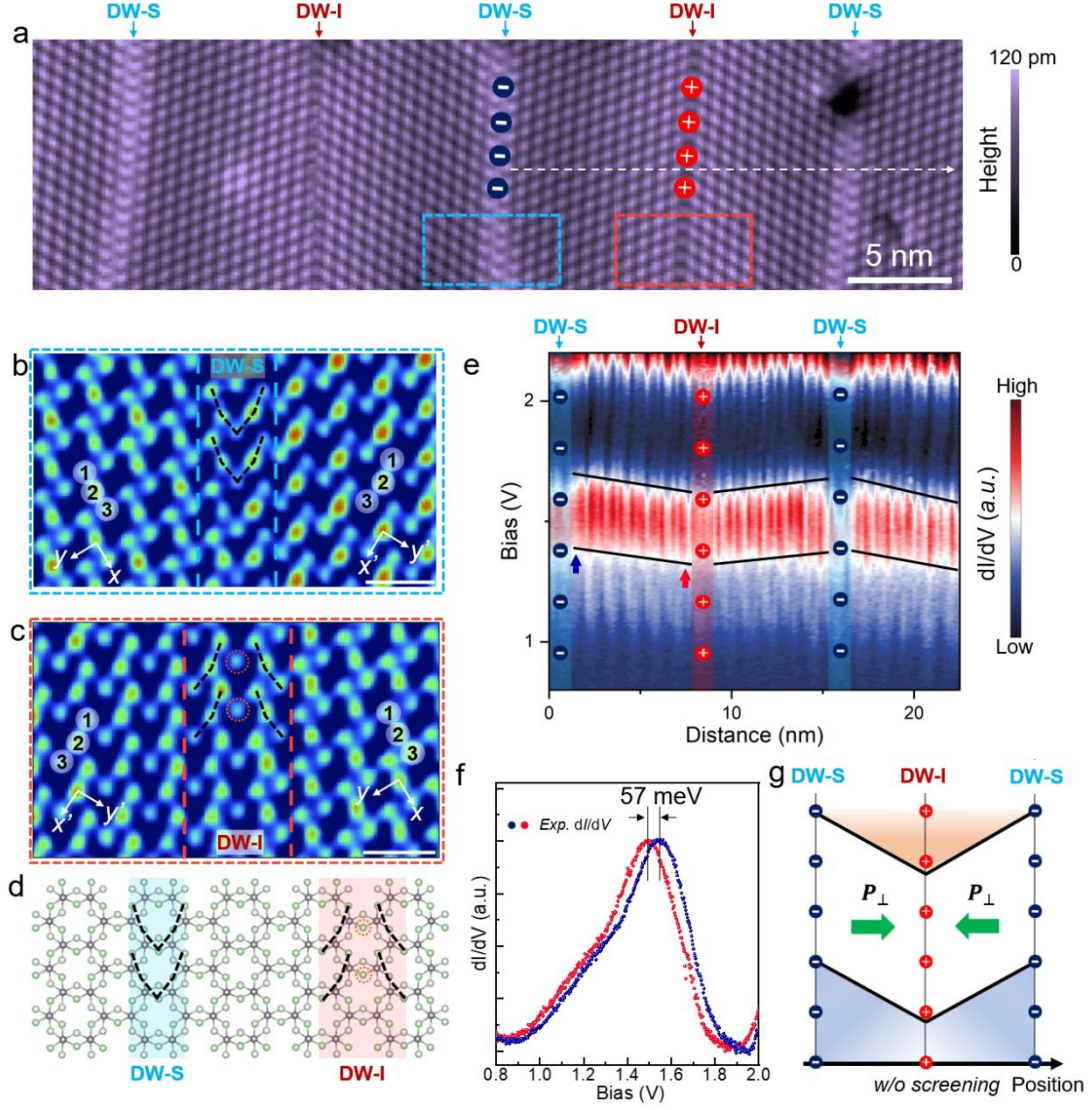 DW-S DW-I DW-S DW-I DW-S
a
120 pm
Height
0
5 nm
b
DW-S
1
2
3
y
x
1
2
3
x'
y'
c
1
2
3
x'
y'
DW-I
1
2
3
y
x
d
DW-S DW-I
e
DW-S DW-I DW-S
2
1
Bias (V)
0 10 20
Distance (nm)
High
dI/dV (a.u.)
Low
f
57 meV
Exp. dI/dV
dI/dV (a.u.)
0.8 1.0 1.2 1.4 1.6 1.8 2.0
Bias (V)
g
DW-S DW-I DW-S
P⊥ P⊥
w/o screening Position